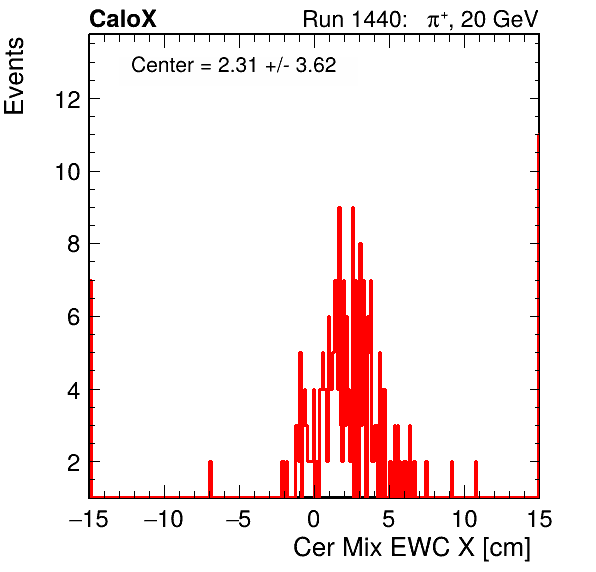 CaloX Run 1440: π+, 20 GeV
Center = 2.31 +/- 3.62
Events
12
10
8
6
4
2
−15 −10 −5 0 5 10 15
Cer Mix EWC X [cm]